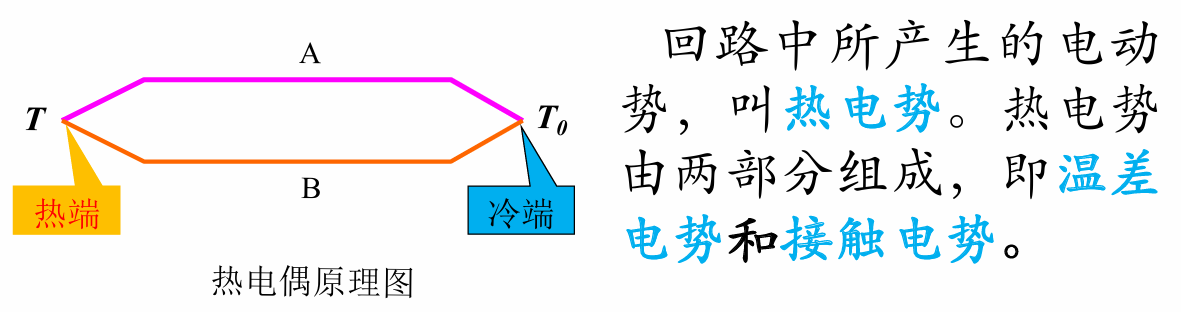 A
T
T0
B
热端
冷端
热电偶原理图
回路中所产生的电动
势，叫热电势。热电势
由两部分组成，即温差
电势和接触电势。